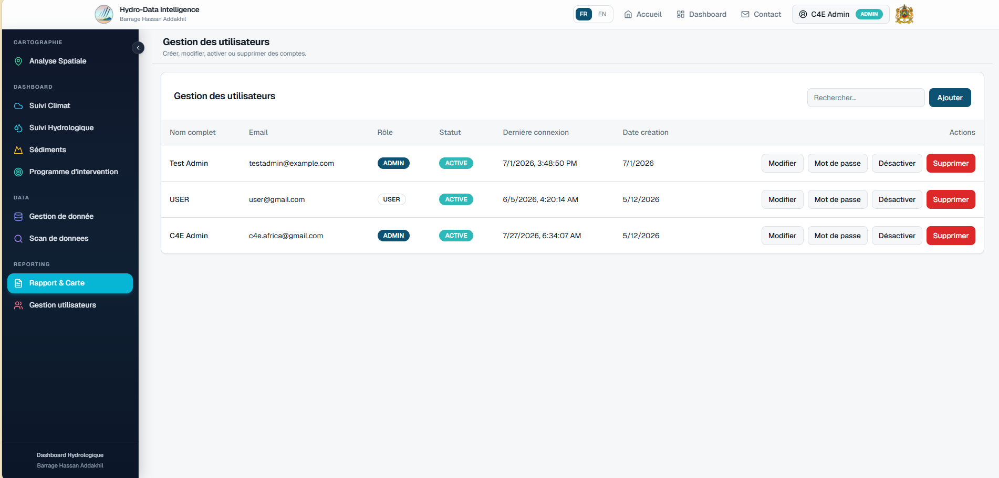 Hydro-Data Intelligence
Barrage Hassan Addakhil
FR EN Accueil Dashboard Contact C4E Admin ADMIN
CARTOGRAPHIE
Analyse Spatiale
DASHBOARD
Suivi Climat
Suivi Hydrologique
Sédiments
Programme d'intervention
DATA
Gestion de donnée
Scan de donnees
REPORTING
Rapport & Carte
Gestion utilisateurs
Dashboard Hydrologique
Barrage Hassan Addakhil
Gestion des utilisateurs
Créer, modifier, activer ou supprimer des comptes.
Gestion des utilisateurs
Rechercher... Ajouter
Nom complet Email Rôle Statut Dernière connexion Date création Actions
Test Admin testadmin@example.com ADMIN ACTIVE 7/1/2026, 3:48:50 PM 7/1/2026 Modifier Mot de passe Désactiver Supprimer
USER user@gmail.com USER ACTIVE 6/5/2026, 4:20:14 AM 5/12/2026 Modifier Mot de passe Désactiver Supprimer
C4E Admin c4e.africa@gmail.com ADMIN ACTIVE 7/27/2026, 6:34:07 AM 5/12/2026 Modifier Mot de passe Désactiver Supprimer